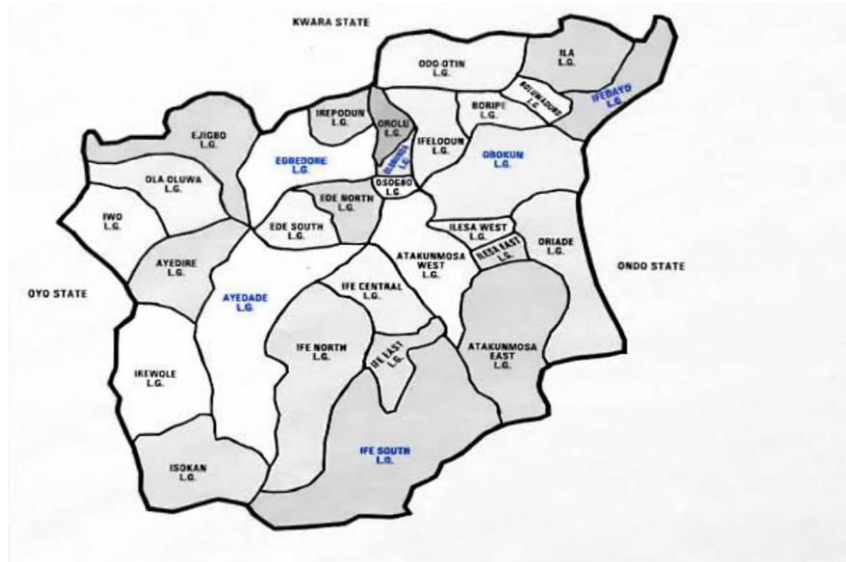 KWARA STATE
ODO-OTIN
L.G.
ILA
L.G.
IFEDAYO
L.G.
BOLUWADURO
L.G.
BORIPE
L.G.
IREPODUN
L.G.
OROLU
L.G.
IFELODUN
L.G.
EJIGBO
L.G.
EGBEDORE
L.G.
L.G.
OBOKUN
L.G.
OLA-OLUWA
L.G.
OSOGBO
L.G.
EDE NORTH
L.G.
IWO
L.G.
EDE SOUTH
L.G.
ILESA WEST
L.G.
ILESA EAST
L.G.
ORIADE
L.G.
AYEDIRE
L.G.
ATAKUNMOSA
WEST
L.G.
ONDO STATE
OYO STATE
AYEDADE
L.G.
IFE CENTRAL
L.G.
IFE NORTH
L.G.
IFE EAST
L.G.
ATAKUNMOSA
EAST
L.G.
IREWOLE
L.G.
IFE SOUTH
L.G.
ISOKAN
L.G.